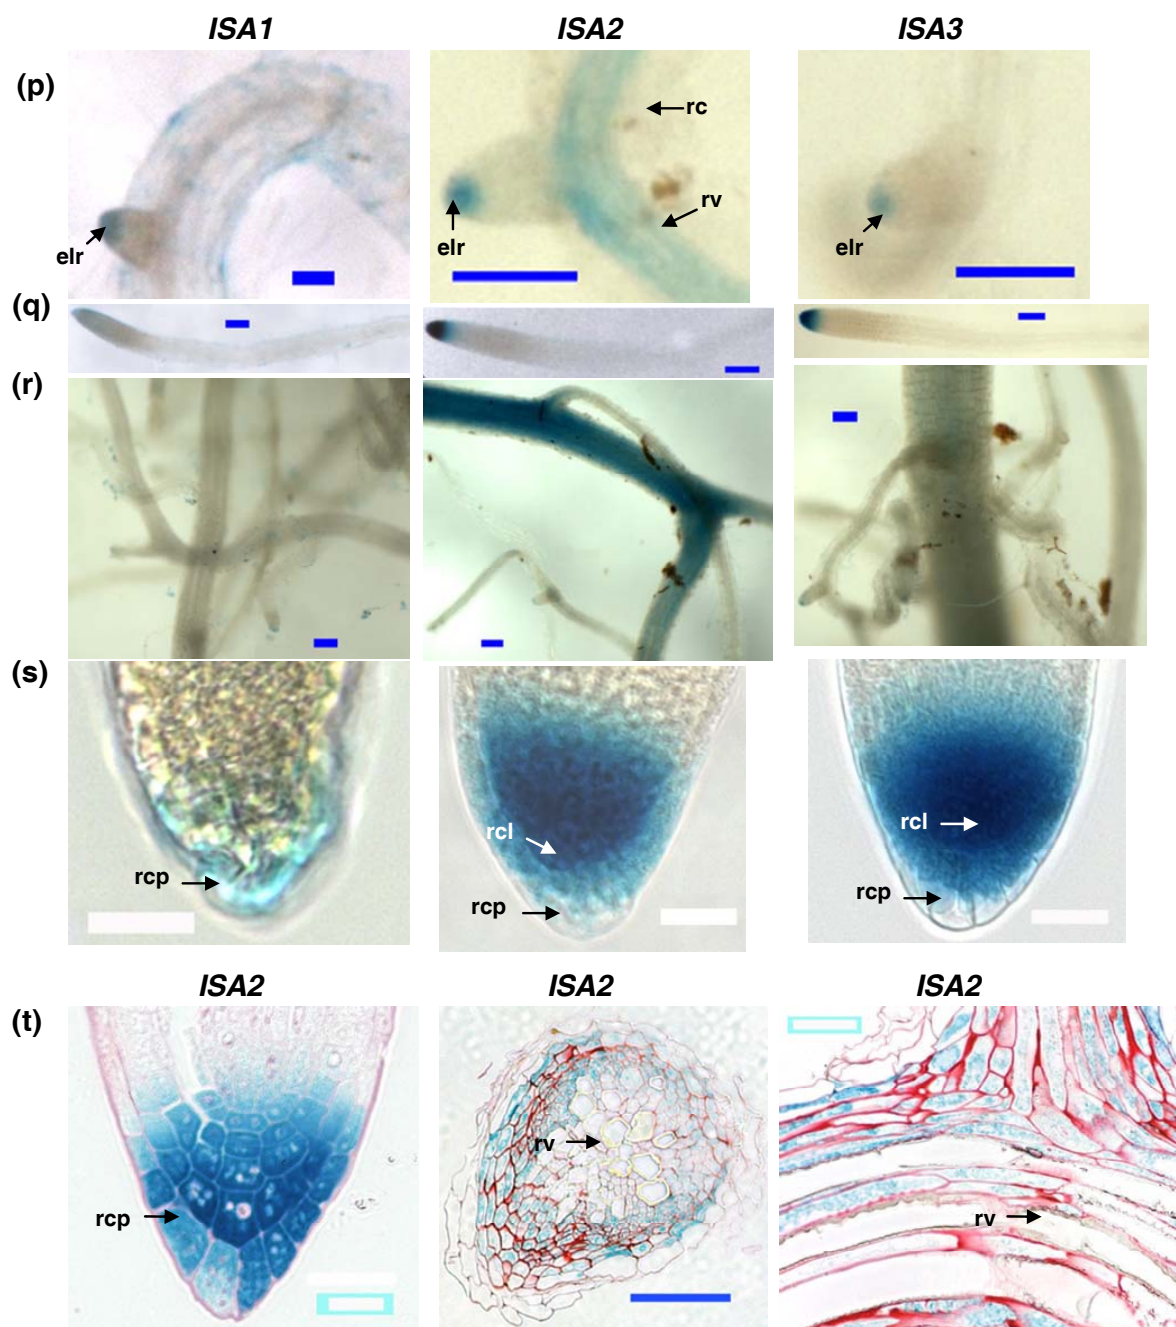 ISA1 ISA2 ISA3
(p)
rc
rv
elr elr elr
(q)
(r)
(s)
rcl rcl
rcp rcp rcp
ISA2 ISA2 ISA2
(t)
rv
rcp rv